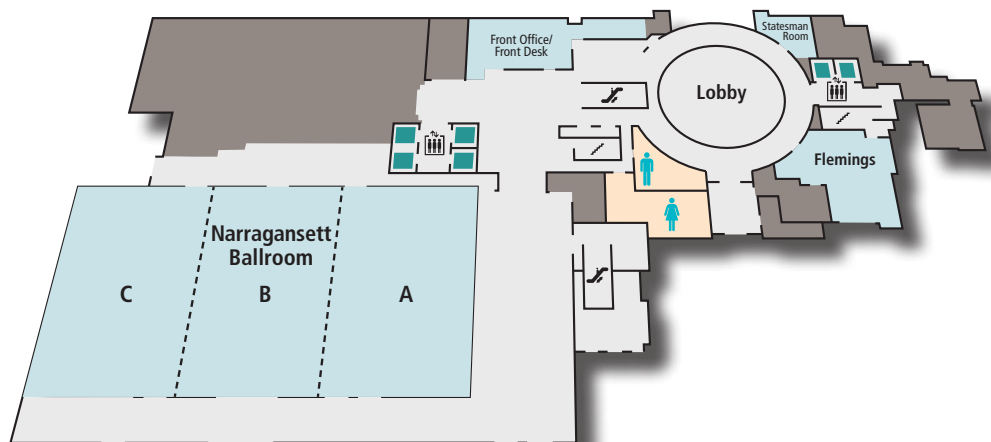 Front Office/
Front Desk
Statesman
Room
Lobby
Flemings
Narragansett
Ballroom
C
B
A